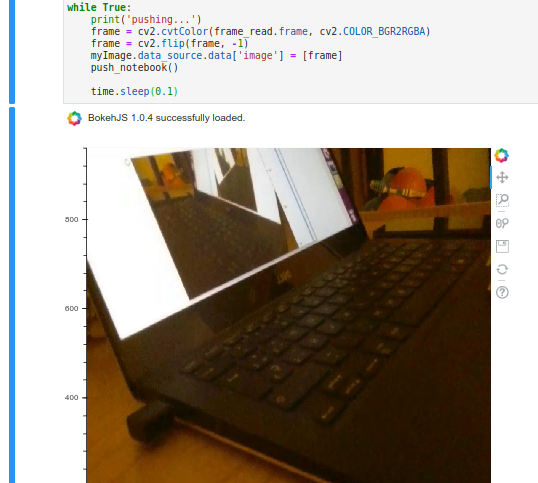 while True:
    print('pushing...')
    frame = cv2.cvtColor(frame_read.frame, cv2.COLOR_BGR2RGBA)
    frame = cv2.flip(frame, -1)
    myImage.data_source.data['image'] = [frame]
    push_notebook()
    time.sleep(0.1)
BokehJS 1.0.4 successfully loaded.
800
600
400